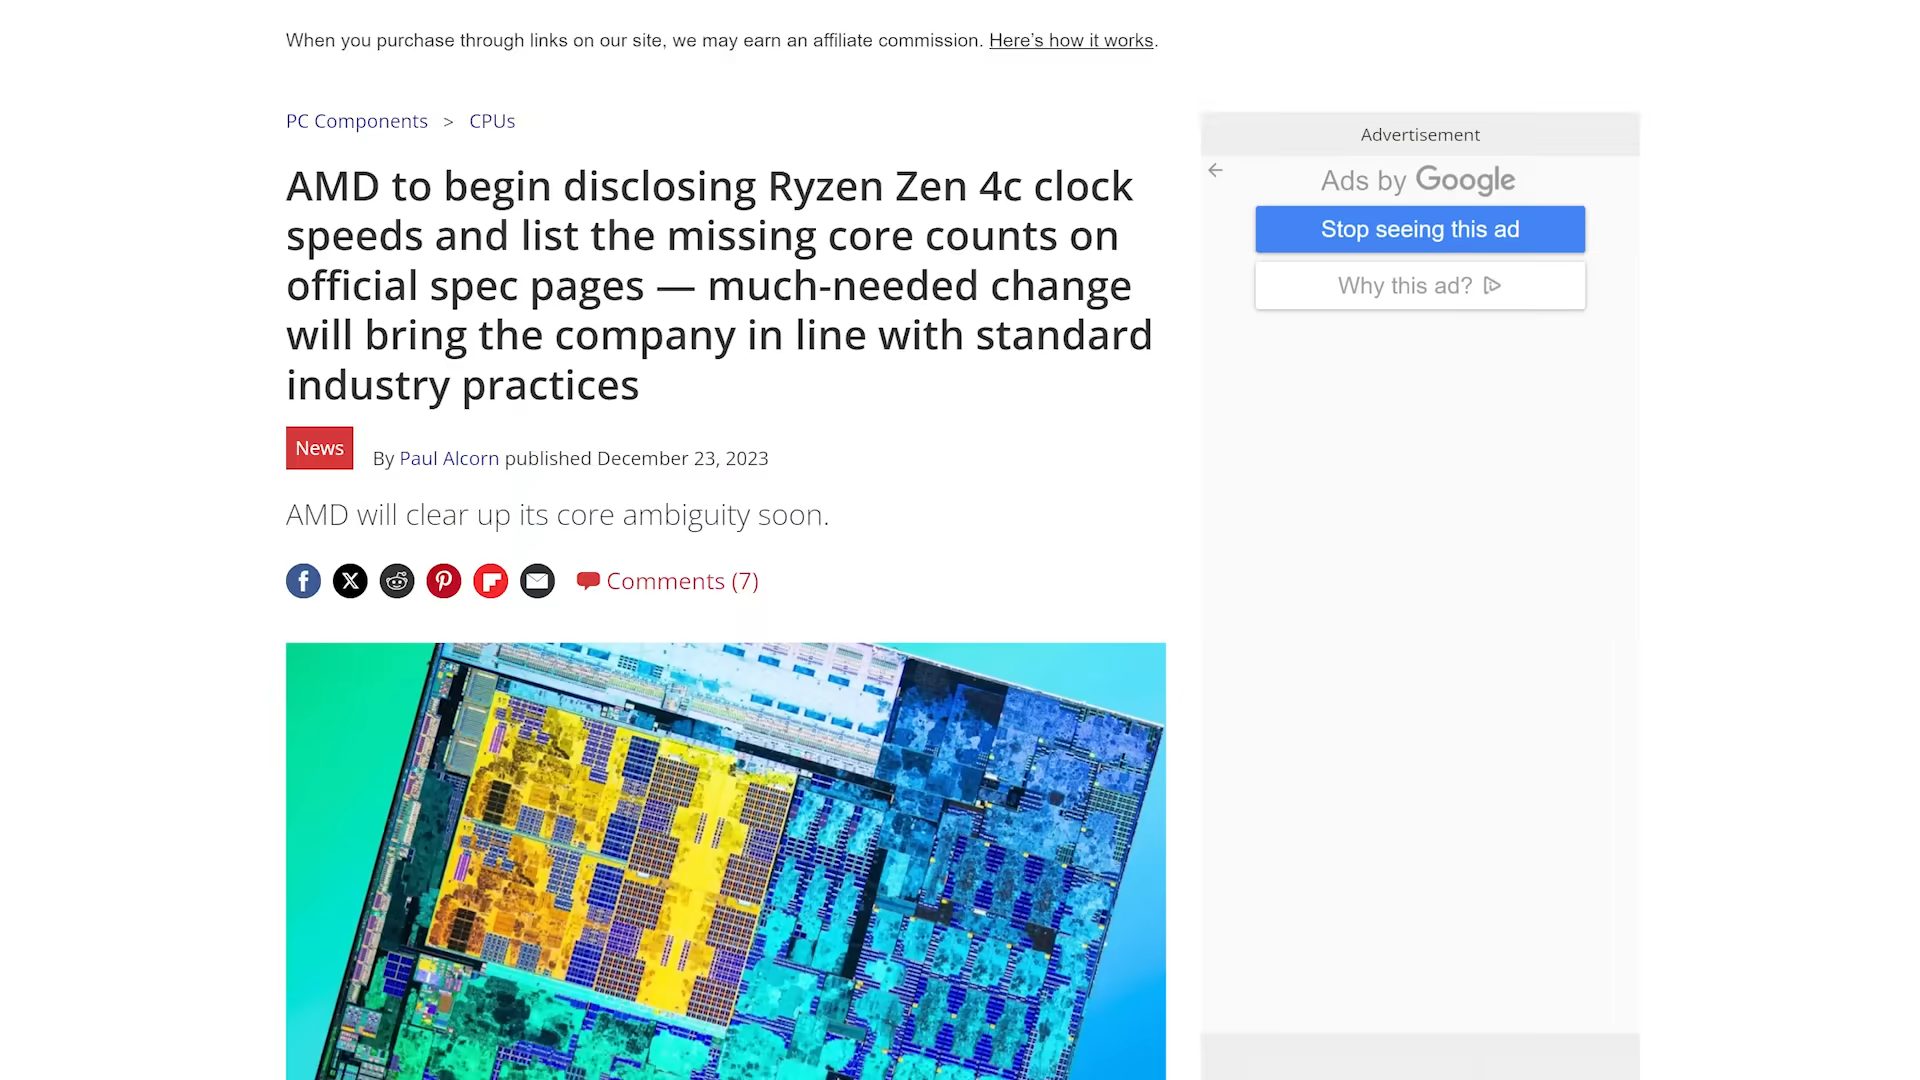 When you purchase through links on our site, we may earn an affiliate commission. Here’s how it works.
PC Components > CPUs
AMD to begin disclosing Ryzen Zen 4c clock
speeds and list the missing core counts on
official spec pages — much-needed change
will bring the company in line with standard
industry practices
News
By Paul Alcorn published December 23, 2023
AMD will clear up its core ambiguity soon.
Comments (7)
Advertisement
Ads by Google
Stop seeing this ad
Why this ad?